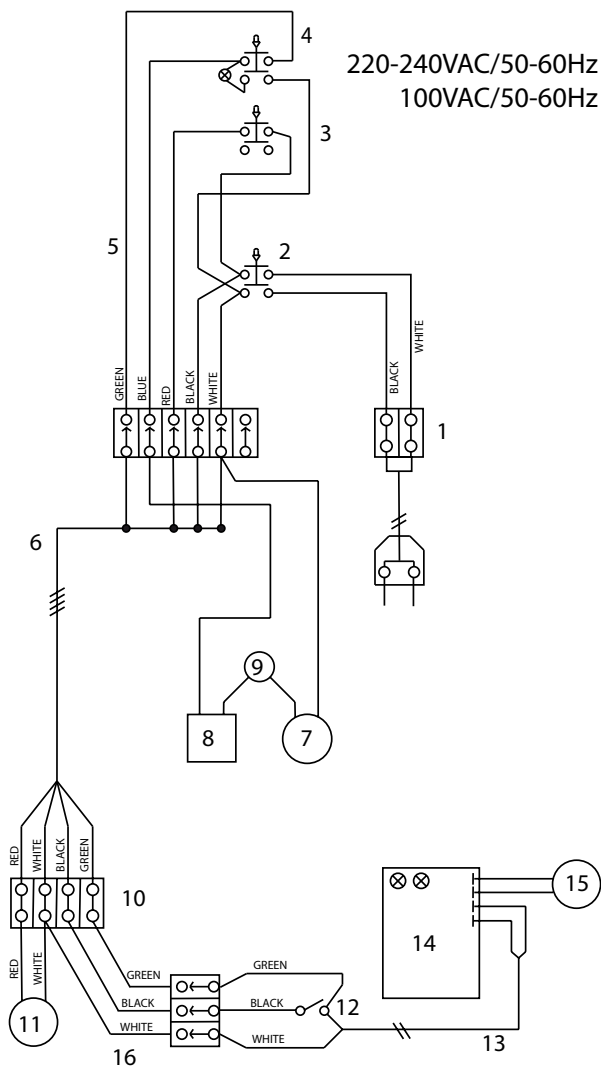 4
220-240VAC/50-60Hz
100VAC/50-60Hz
3
5
2
GREEN
BLUE
RED
BLACK
WHITE
BLACK
WHITE
1
6
9
8
7
RED
WHITE
BLACK
GREEN
10
14
15
RED
WHITE
11
GREEN
GREEN
BLACK
BLACK
12
WHITE
WHITE
13
16